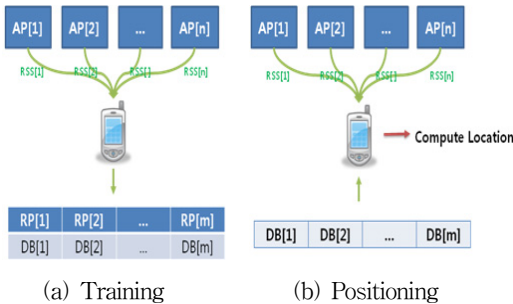 AP[1] AP[2] ... AP[n] AP[1] AP[2] ... AP[n]
RSS[1] RSS[2] RSS[ ] RSS[n] RSS[1] RSS[2] RSS[ ] RSS[n]
Compute Location
RP[1] RP[2] ... RP[m]
DB[1] DB[2] ... DB[m] DB[1] DB[2] ... DB[m]
(a) Training (b) Positioning